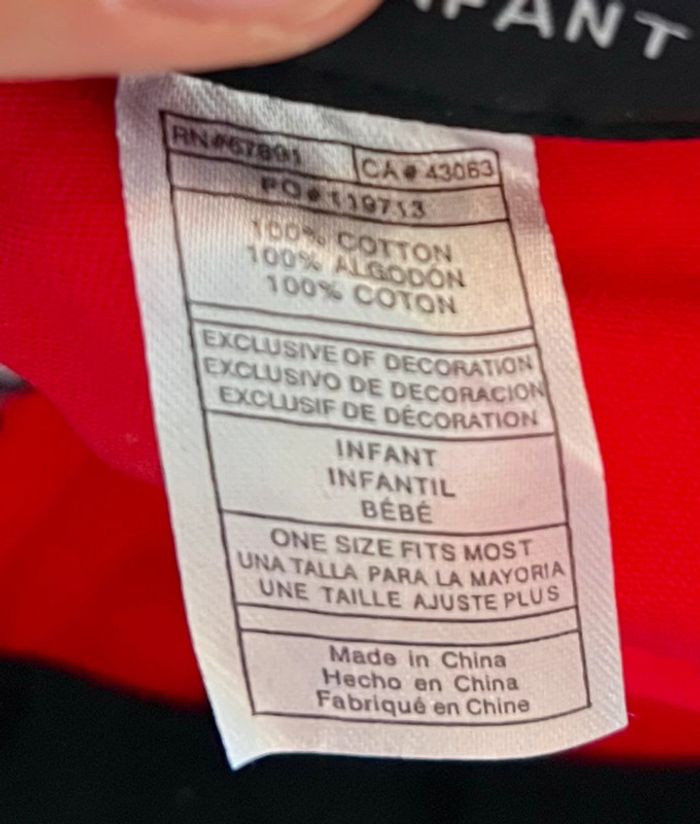 INFANT
RN#67891 CA# 43063
PO#119713
100% COTTON
100% ALGODÓN
100% COTON
EXCLUSIVE OF DECORATION
EXCLUSIVO DE DECORACION
EXCLUSIF DE DÉCORATION
INFANT
INFANTIL
BÉBÉ
ONE SIZE FITS MOST
UNA TALLA PARA LA MAYORIA
UNE TAILLE AJUSTE PLUS
Made in China
Hecho en China
Fabriqué en Chine